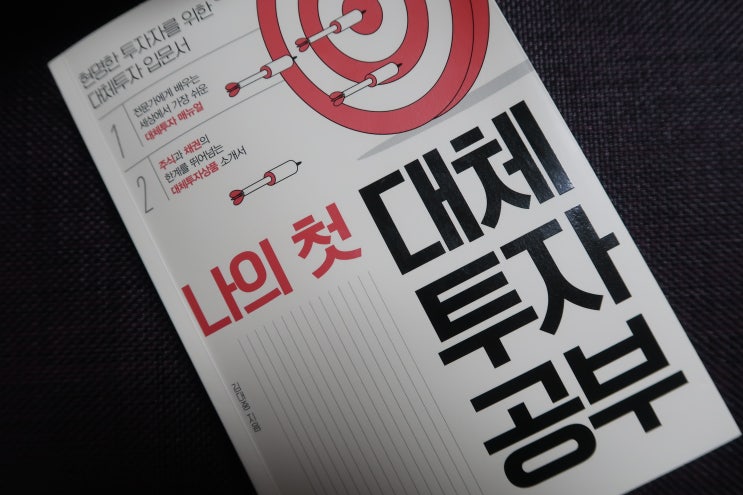 현명한 투자자를 위한
대체투자 입문서
1
전문가에게 배우는
세상에서 가장 쉬운
대체투자 매뉴얼
2
주식과 채권의
한계를 뛰어넘는
대체투자상품 소개서
나의 첫
대체
투자
공부